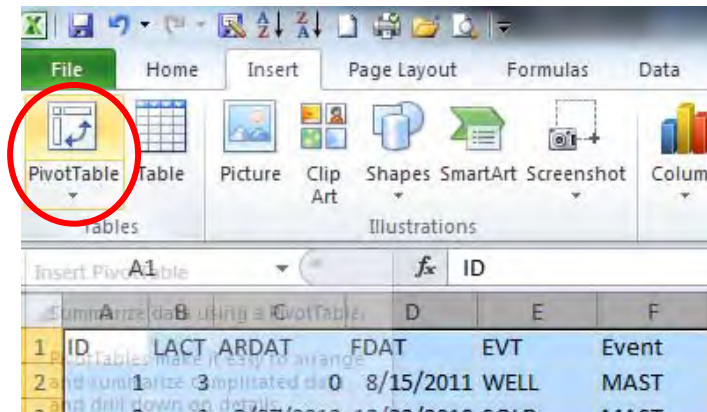 File Home Insert Page Layout Formulas Data
PivotTable Table Picture Clip Art Shapes SmartArt Screenshot Colum
Tables Illustrations
A1 fx ID
Insert PivotTable
Summarize data using a PivotTable.
A B C D E F
1 ID LACT ARDAT FDAT EVT Event
PivotTables make it easy to arrange
2 1 3 0 8/15/2011 WELL MAST
and summarize complicated data
and drill down on details.